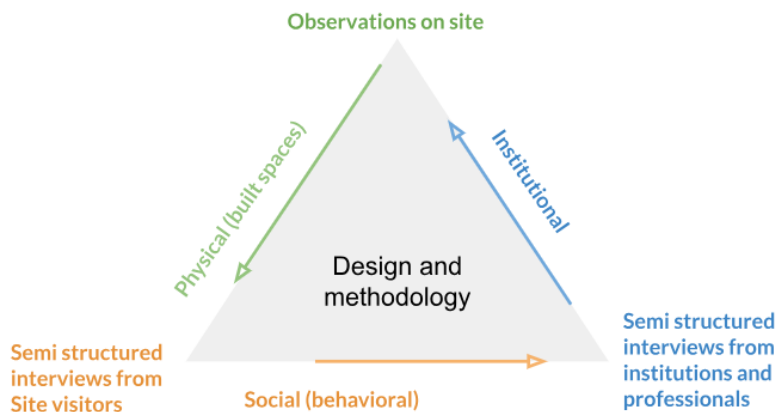 Observations on site
Physical (built spaces)
Institutional
Design and
methodology
Semi structured
interviews from
Site visitors
Social (behavioral)
Semi structured
interviews from
institutions and
professionals